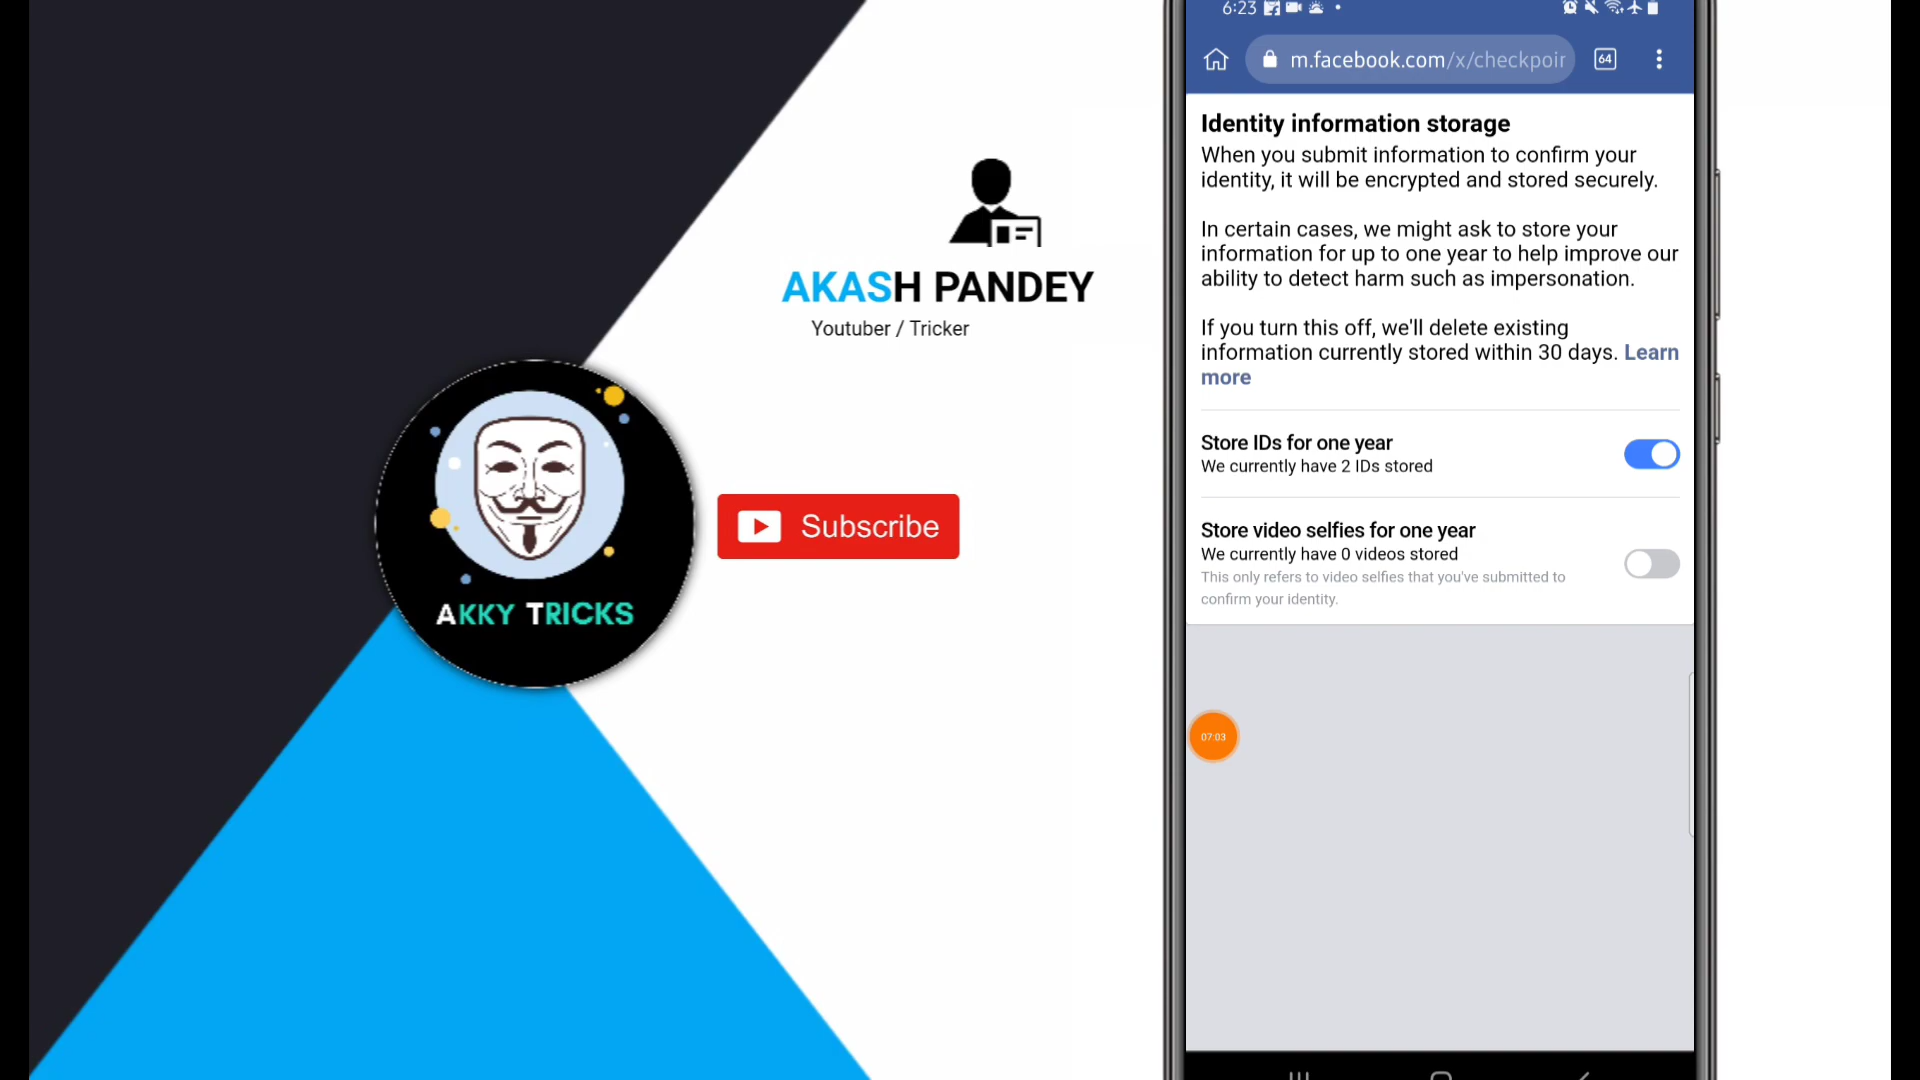 AKASH PANDEY
Youtuber / Tricker
Subscribe
AKKY TRICKS
6:23
m.facebook.com/x/checkpoir
64
Identity information storage
When you submit information to confirm your
identity, it will be encrypted and stored securely.
In certain cases, we might ask to store your
information for up to one year to help improve our
ability to detect harm such as impersonation.
If you turn this off, we'll delete existing
information currently stored within 30 days. Learn
more
Store IDs for one year
We currently have 2 IDs stored
Store video selfies for one year
We currently have 0 videos stored
This only refers to video selfies that you've submitted to
confirm your identity.
07:03